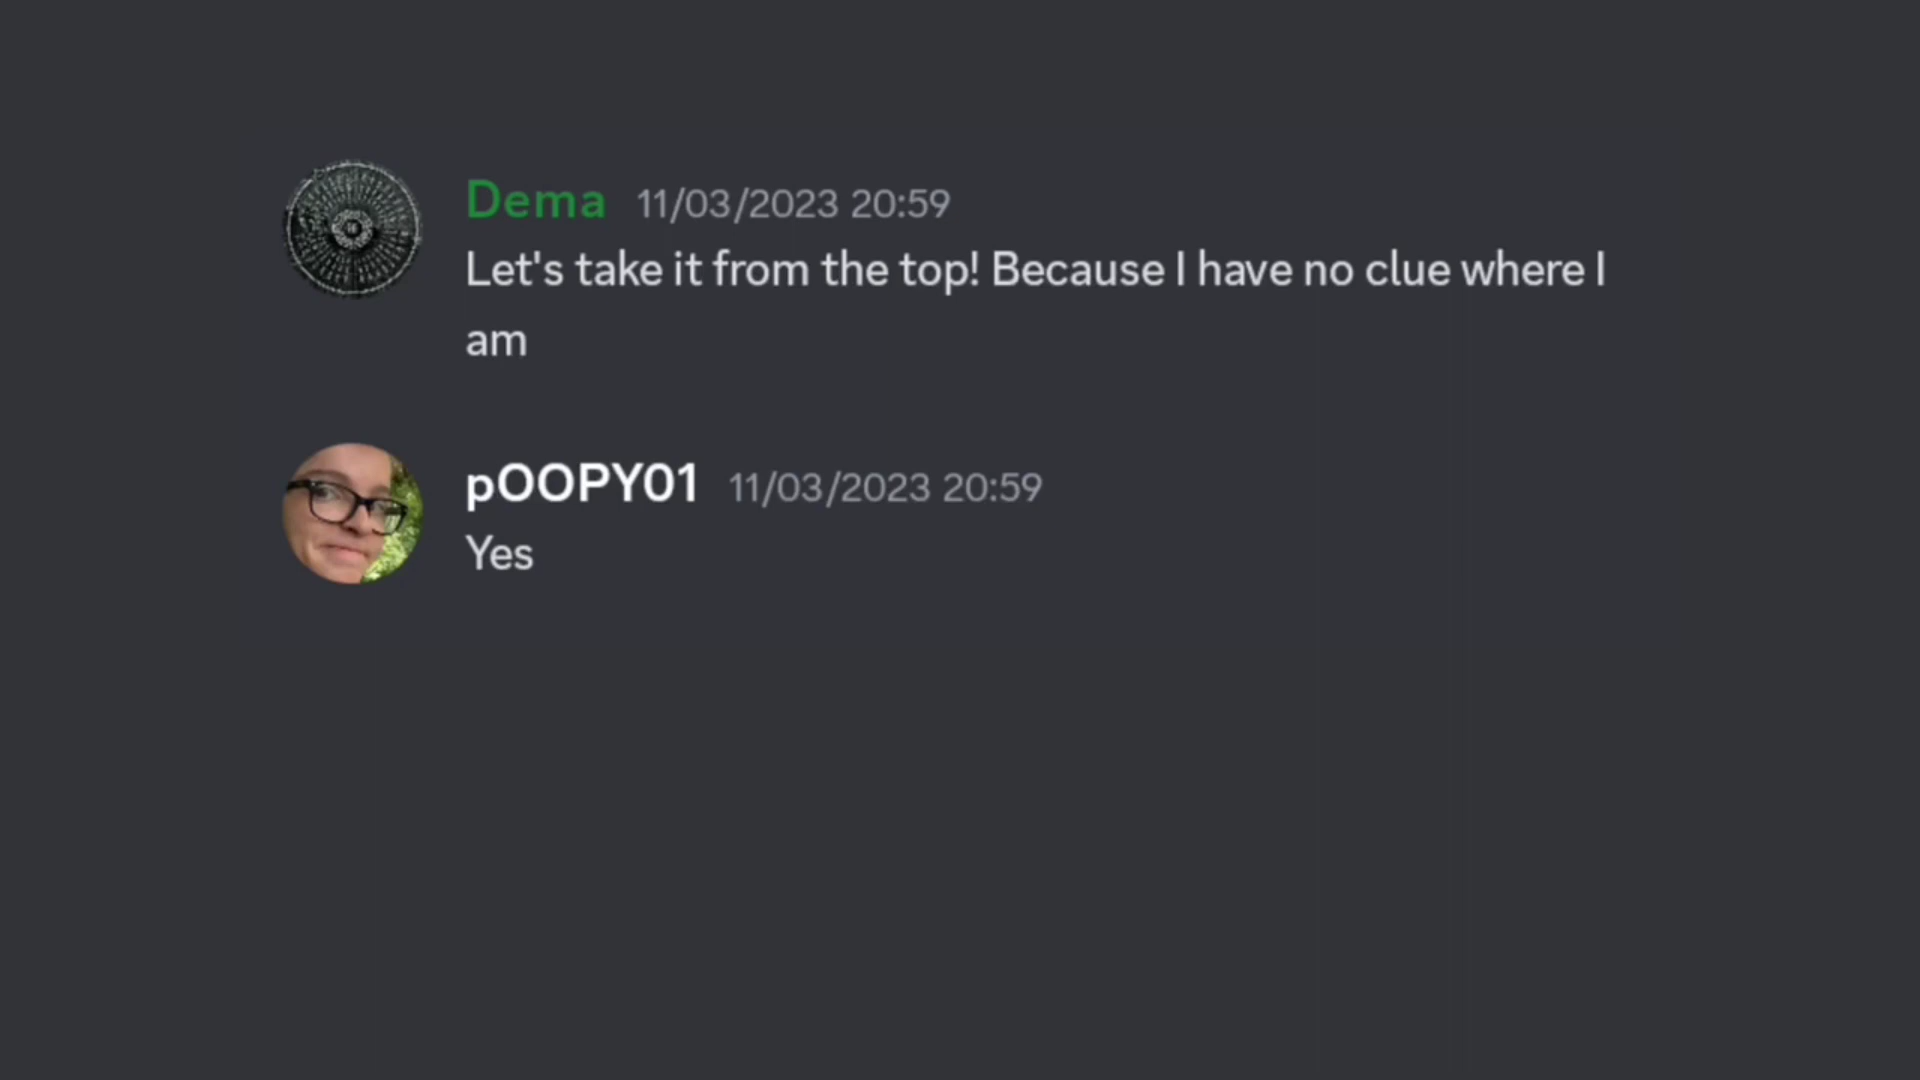 Dema 11/03/2023 20:59
Let's take it from the top! Because I have no clue where I
am
pOOPY01 11/03/2023 20:59
Yes